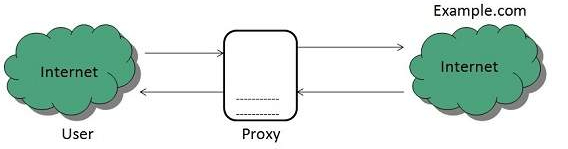 Example.com
Internet
Internet
User
Proxy